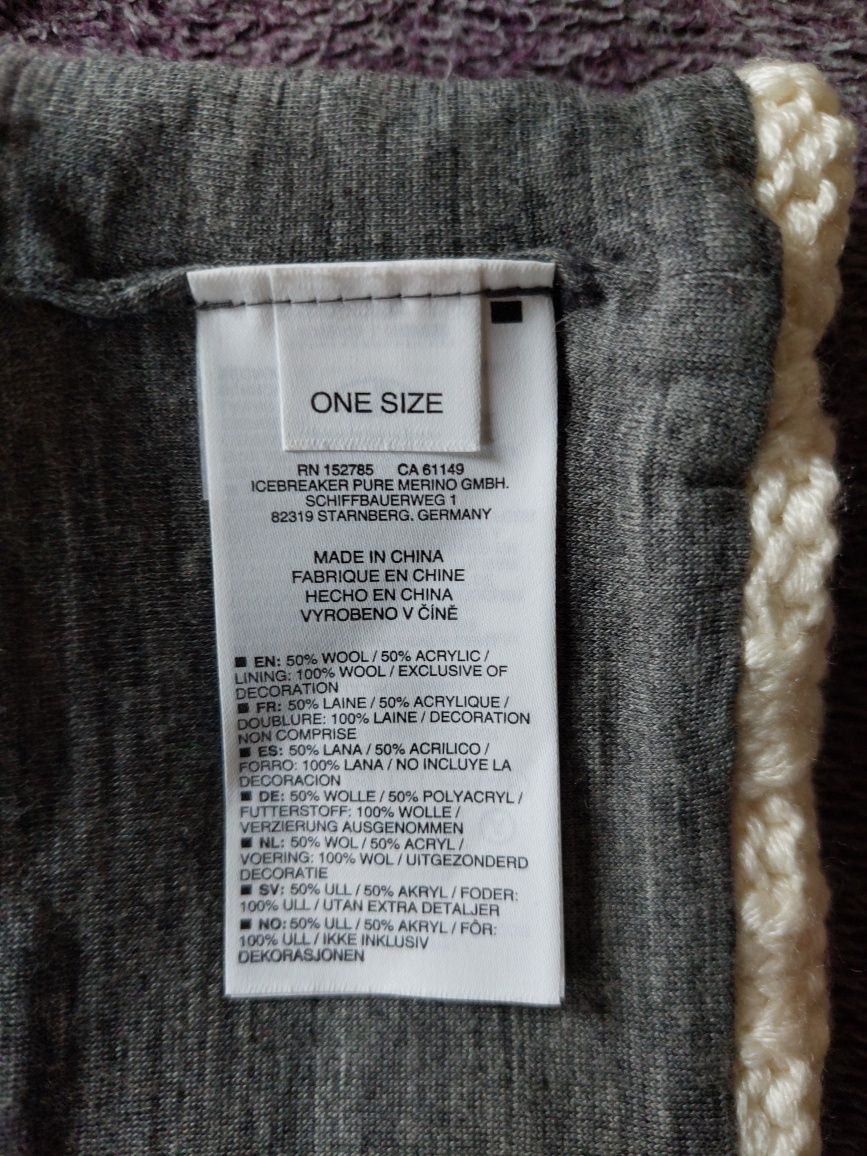 ONE SIZE
RN 152785 CA 61149
ICEBREAKER PURE MERINO GMBH.
SCHIFFBAUERWEG 1
82319 STARNBERG, GERMANY
MADE IN CHINA
FABRIQUE EN CHINE
HECHO EN CHINA
VYROBENO V ČÍNĚ
■ EN: 50% WOOL / 50% ACRYLIC /
LINING: 100% WOOL / EXCLUSIVE OF
DECORATION
■ FR: 50% LAINE / 50% ACRYLIQUE /
DOUBLURE: 100% LAINE / DECORATION
NON COMPRISE
■ ES: 50% LANA / 50% ACRILICO /
FORRO: 100% LANA / NO INCLUYE LA
DECORACION
■ DE: 50% WOLLE / 50% POLYACRYL /
FUTTERSTOFF: 100% WOLLE /
VERZIERUNG AUSGENOMMEN
■ NL: 50% WOL / 50% ACRYL /
VOERING: 100% WOL / UITGEZONDERD
DECORATIE
■ SV: 50% ULL / 50% AKRYL / FODER:
100% ULL / UTAN EXTRA DETALJER
■ NO: 50% ULL / 50% AKRYL / FÔR:
100% ULL / IKKE INKLUSIV
DEKORASJONEN